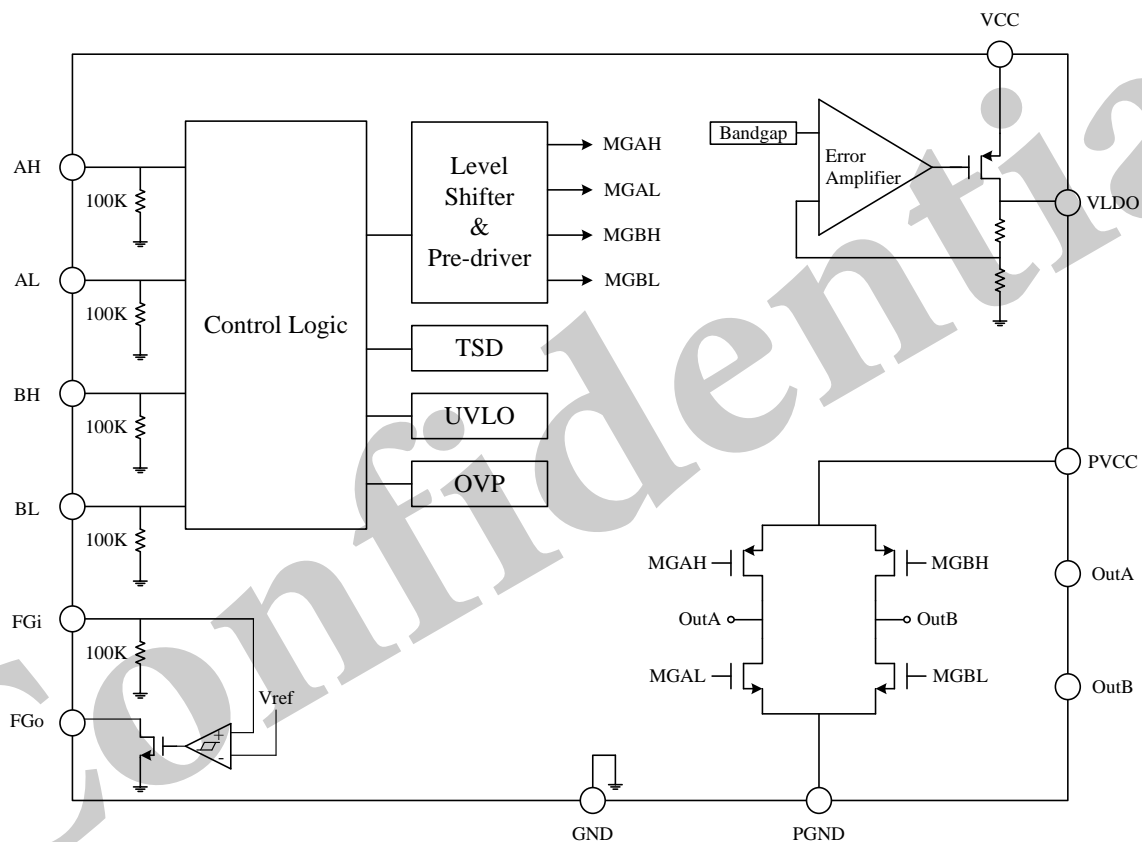 VCC
AH
100K
AL
100K
BH
100K
BL
100K
FGi
100K
FGo
Vref
+
-
Control Logic
Level
Shifter
&
Pre-driver
MGAH
MGAL
MGBH
MGBL
TSD
UVLO
OVP
Bandgap
Error
Amplifier
VLDO
PVCC
MGAH
MGBH
OutA
OutB
MGAL
MGBL
OutA
OutB
GND
PGND
Confidentia